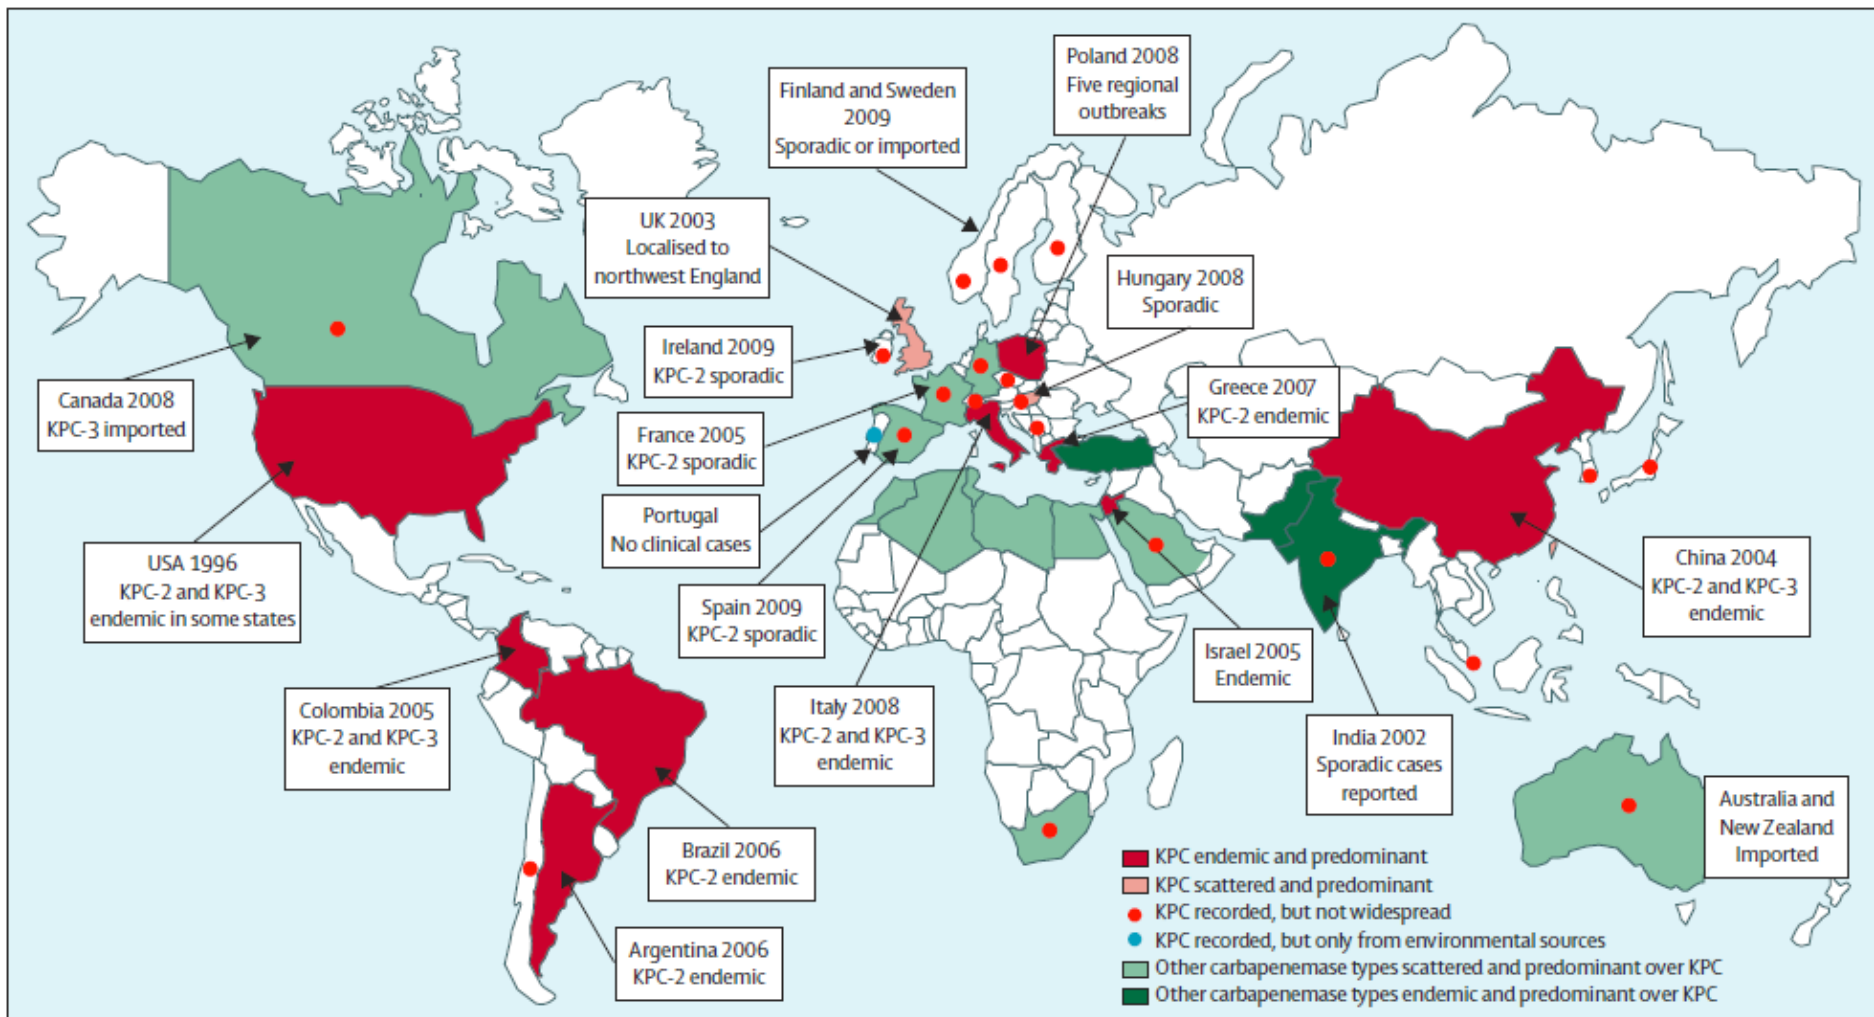 Poland 2008
Five regional
outbreaks
Finland and Sweden
2009
Sporadic or imported
UK 2003
Localised to
northwest England
Hungary 2008
Sporadic
Ireland 2009
KPC-2 sporadic
Greece 2007
KPC-2 endemic
Canada 2008
KPC-3 imported
France 2005
KPC-2 sporadic
Portugal
No clinical cases
USA 1996
KPC-2 and KPC-3
endemic in some states
China 2004
KPC-2 and KPC-3
endemic
Spain 2009
KPC-2 sporadic
Israel 2005
Endemic
Colombia 2005
KPC-2 and KPC-3
endemic
Italy 2008
KPC-2 and KPC-3
endemic
India 2002
Sporadic cases
reported
Australia and
New Zealand
Imported
Brazil 2006
KPC-2 endemic
Argentina 2006
KPC-2 endemic
KPC endemic and predominant
KPC scattered and predominant
KPC recorded, but not widespread
KPC recorded, but only from environmental sources
Other carbapenemase types scattered and predominant over KPC
Other carbapenemase types endemic and predominant over KPC